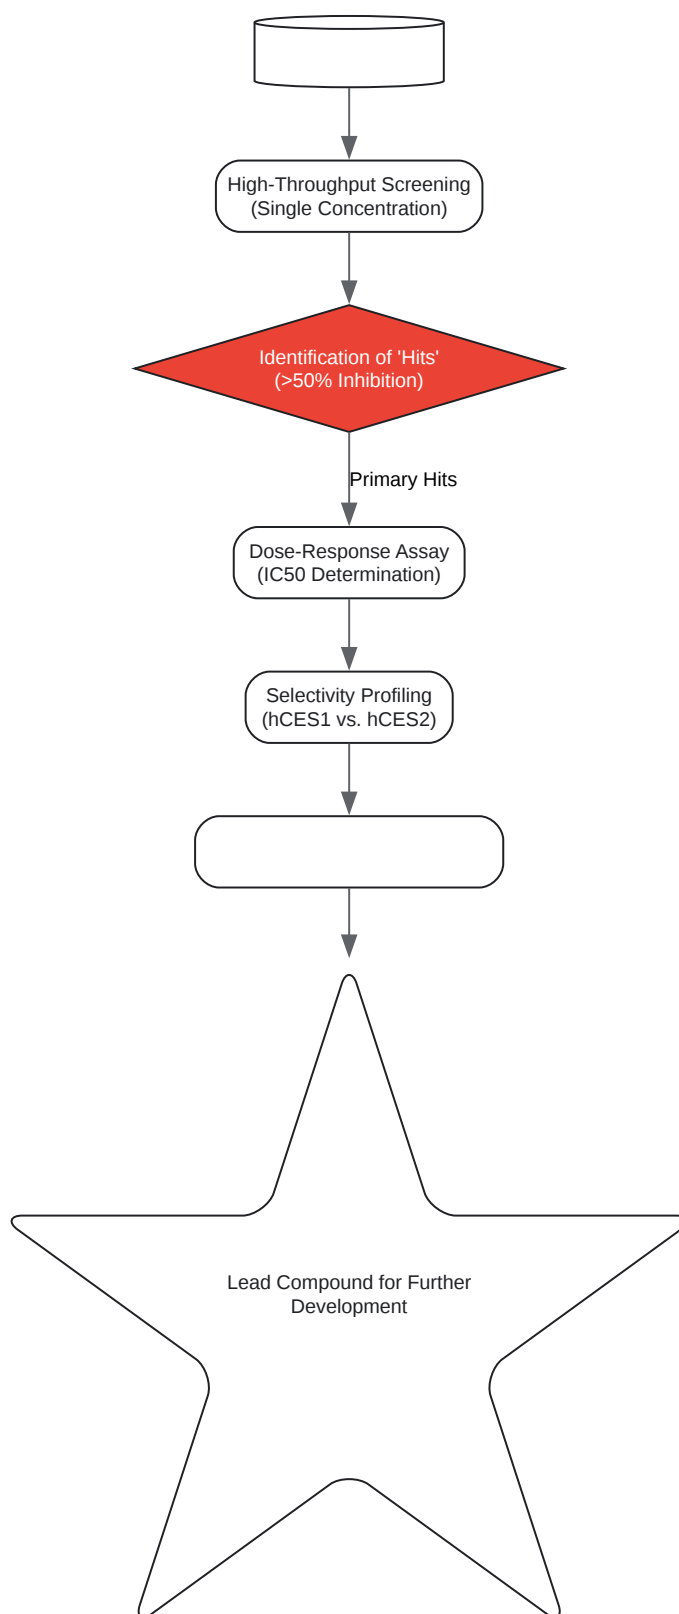 High-Throughput Screening
(Single Concentration)
Identification of 'Hits'
(>50% Inhibition)
Primary Hits
Dose-Response Assay
(IC50 Determination)
Selectivity Profiling
(hCES1 vs. hCES2)
Lead Compound for Further
Development